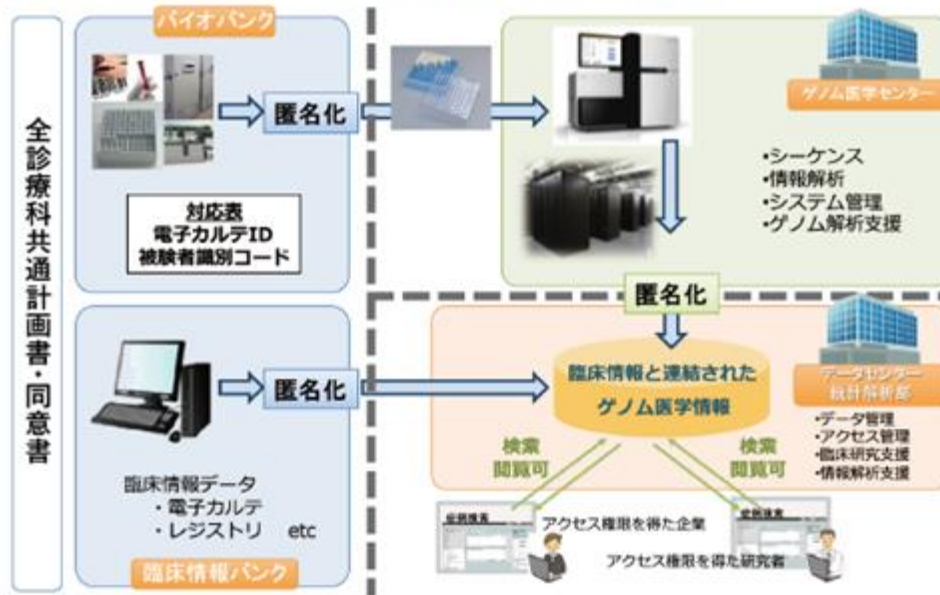 全診療科共通計画書・同意書
バイオバンク
匿名化
対応表
電子カルテID
被験者識別コード
ゲノム医学センター
・シーケンス
・情報解析
・システム管理
・ゲノム解析支援
匿名化
匿名化
臨床情報データ
・電子カルテ
・レジストリ etc
臨床情報バンク
臨床情報と連結された
ゲノム医学情報
データセンター
統計解析部
・データ管理
・アクセス管理
・臨床研究支援
・情報解析支援
検業
閲覧可
検業
閲覧可
症例検索
アクセス権限を得た企業
症例検索
アクセス権限を得た研究者